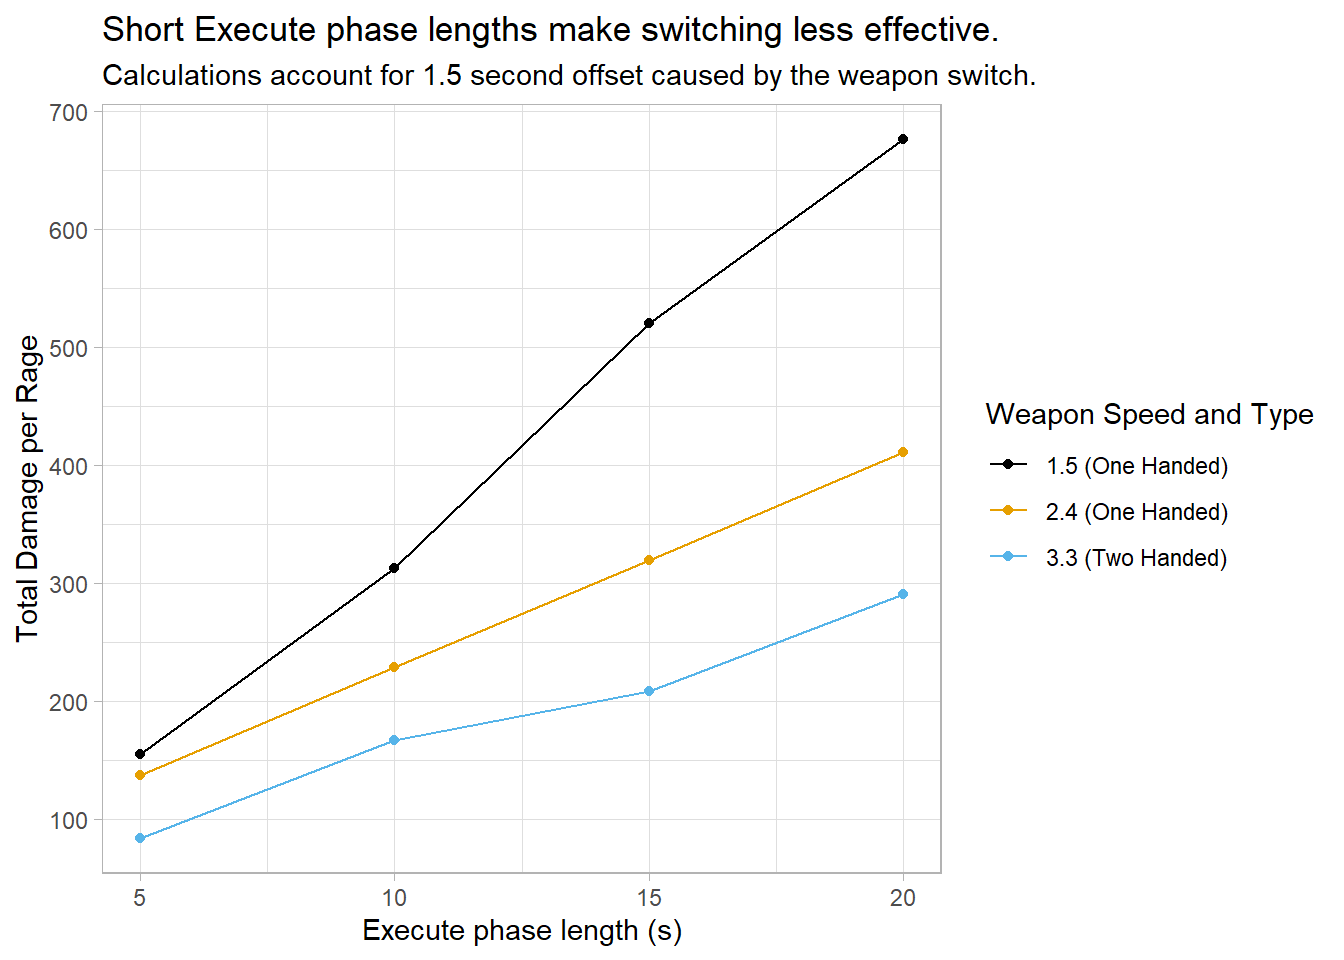 Short Execute phase lengths make switching less effective.
Calculations account for 1.5 second offset caused by the weapon switch.
700
600
500
400
300
200
100
Total Damage per Rage
5 10 15 20
Execute phase length (s)
Weapon Speed and Type
1.5 (One Handed)
2.4 (One Handed)
3.3 (Two Handed)